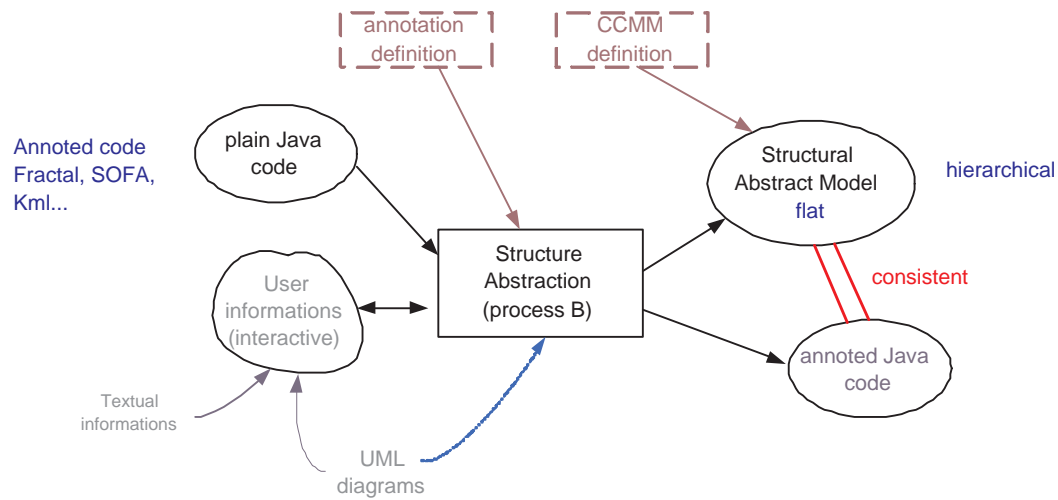 annotation
definition
CCMM
definition
Annoted code
Fractal, SOFA,
Kml...
plain Java
code
Structural
Abstract Model
flat
hierarchical
Structure
Abstraction
(process B)
User
informations
(interactive)
consistent
annoted Java
code
Textual
informations
UML
diagrams